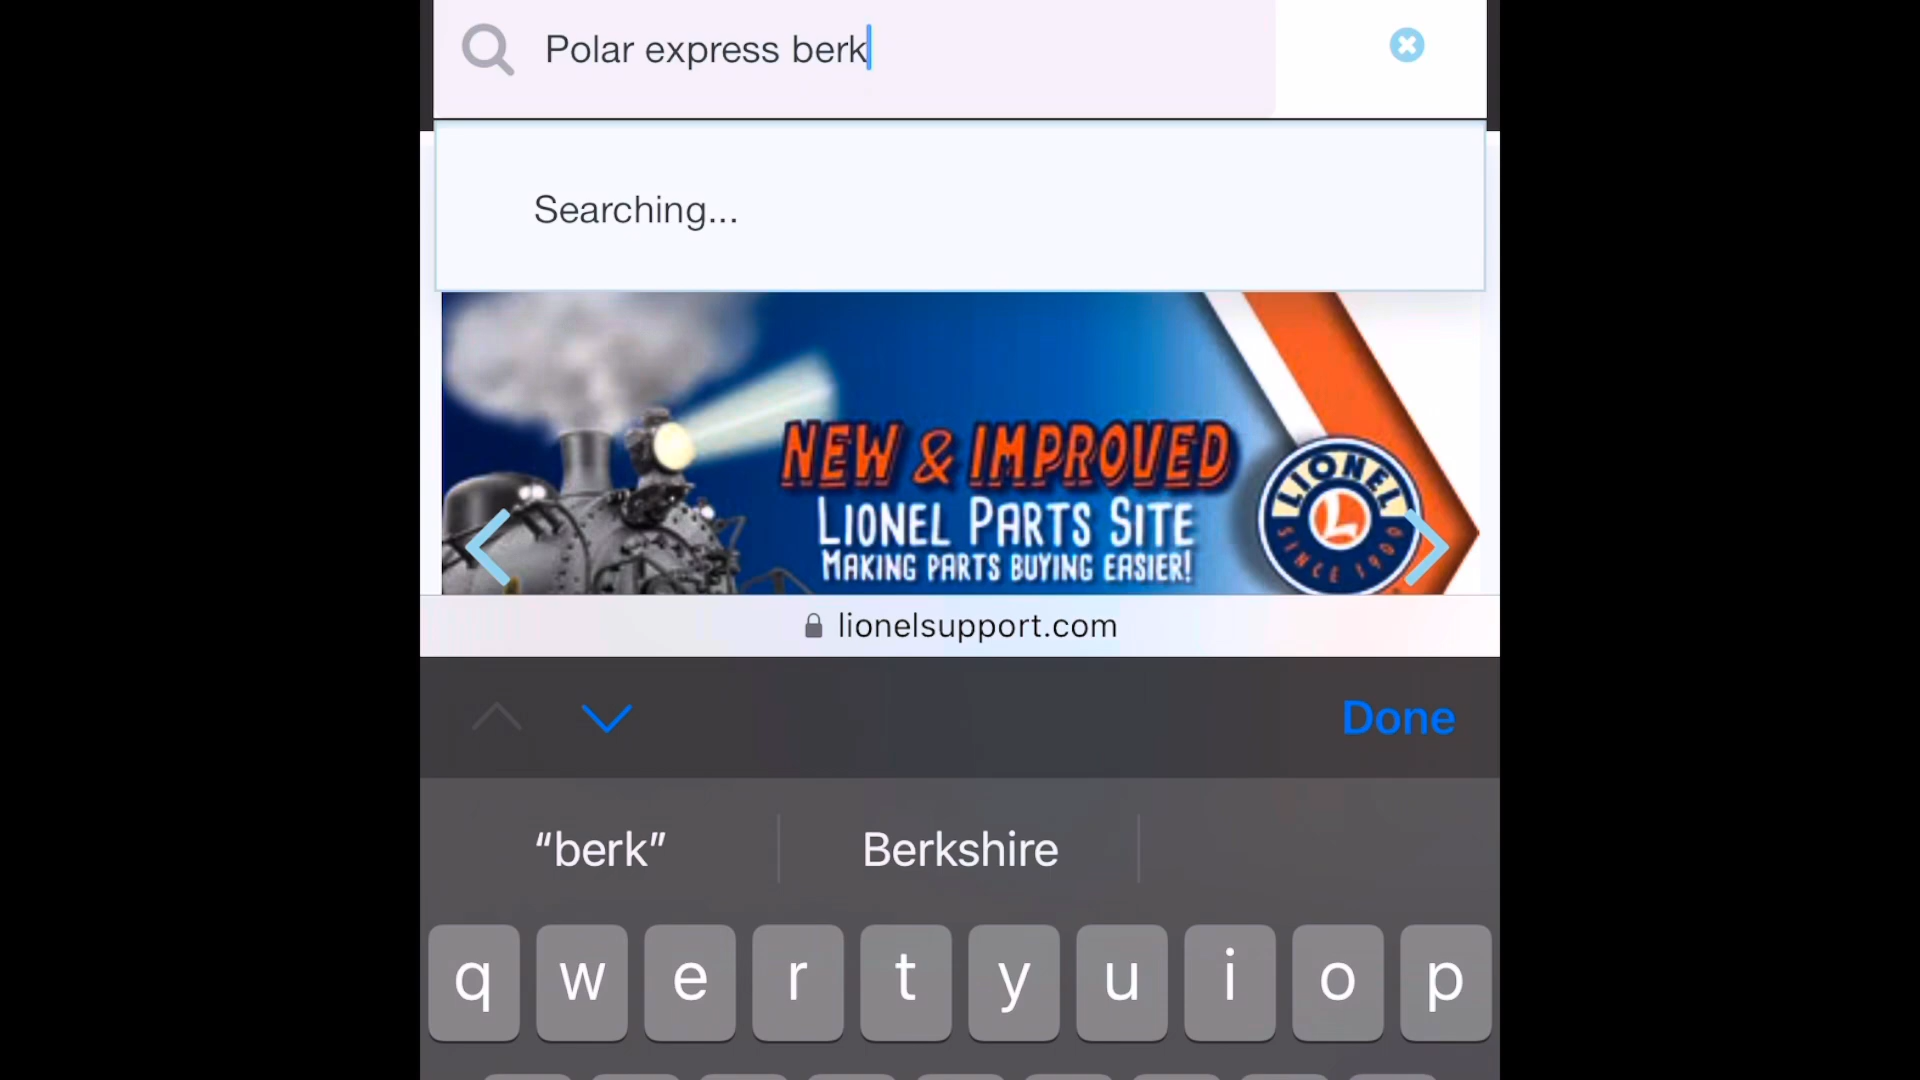 Polar express berk
Searching...
NEW & IMPROVED
LIONEL PARTS SITE
MAKING PARTS BUYING EASIER!
LIONEL
L
SINCE 1900
lionelsupport.com
Done
“berk” Berkshire
q w e r t y u i o p